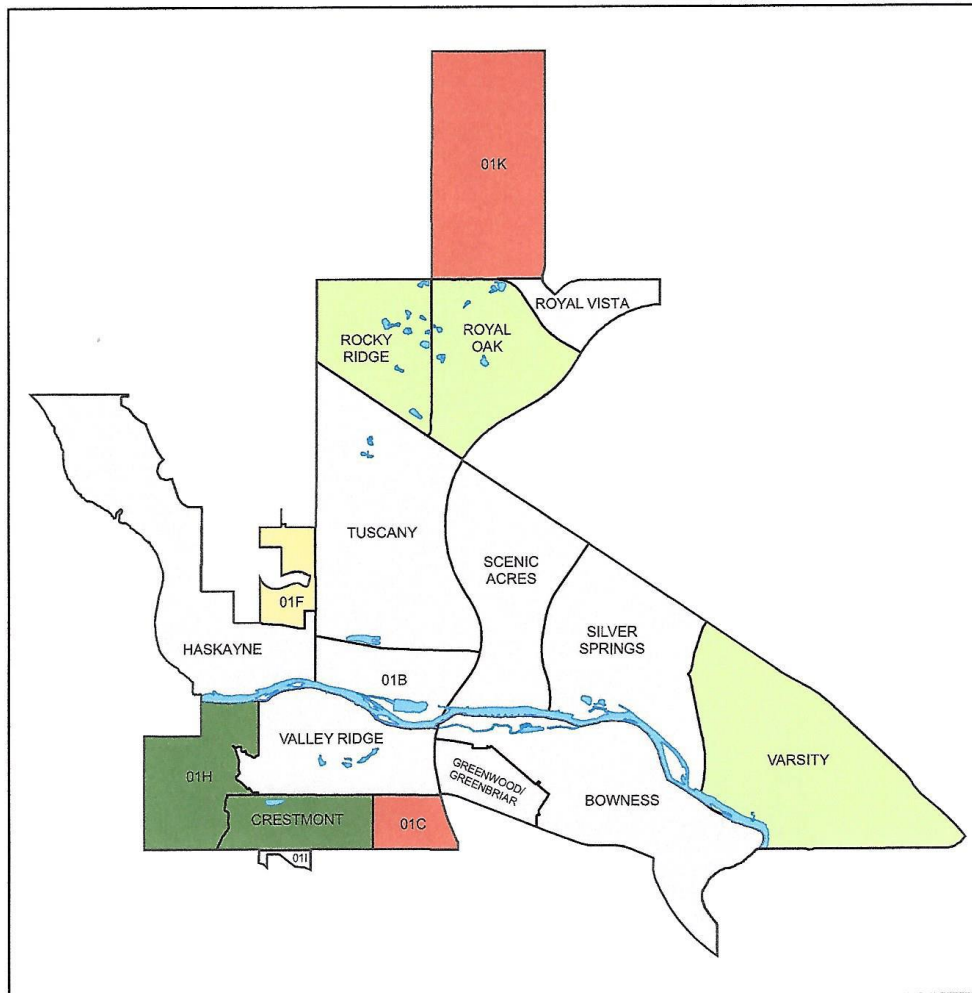 01K
ROYAL VISTA
ROYAL
OAK
ROCKY
RIDGE
TUSCANY
SCENIC
ACRES
01F
SILVER
SPRINGS
HASKAYNE
01B
VALLEY RIDGE
VARSITY
01H
GREENWOOD/
GREENBRIAR
BOWNESS
CRESTMONT
01C
01I